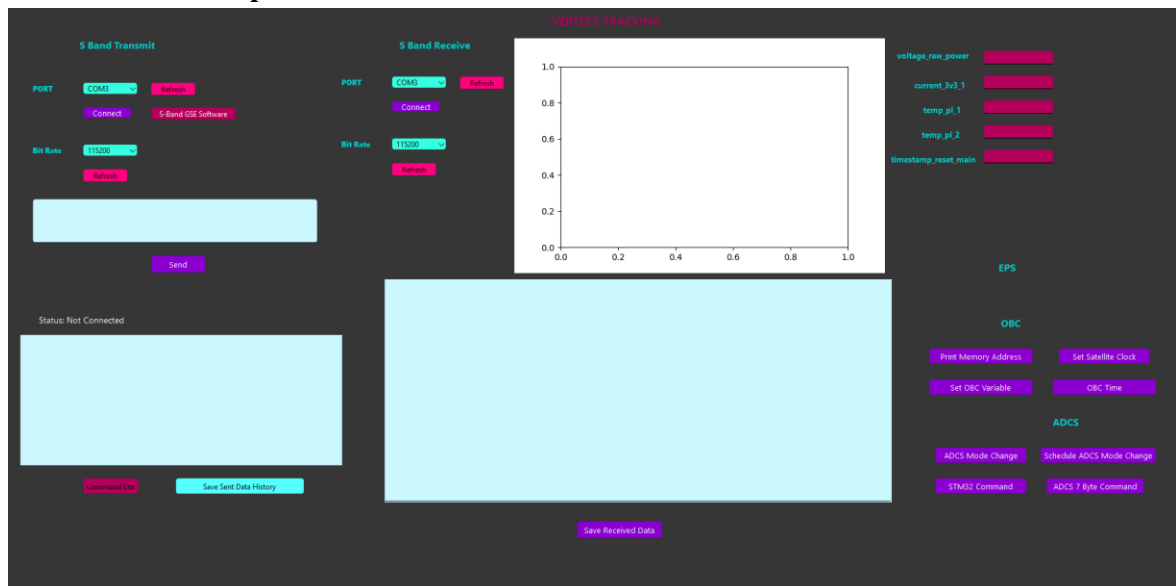 VERTECS TRACKING
S Band Transmit
PORT
COM3
Refresh
Connect
S-Band GSE Software
Bit Rate
115200
Refresh
Send
Status: Not Connected
Command List
Save Sent Data History
S Band Receive
PORT
COM3
Refresh
Connect
Bit Rate
115200
Refresh
1.0
0.8
0.6
0.4
0.2
0.0
0.0 0.2 0.4 0.6 0.8 1.0
Save Received Data
voltage_raw_power
current_3v3_1
temp_pl_1
temp_pl_2
timestamp_reset_main
EPS
OBC
Print Memory Address
Set Satellite Clock
Set OBC Variable
OBC Time
ADCS
ADCS Mode Change
Schedule ADCS Mode Change
STM32 Command
ADCS 7 Byte Command